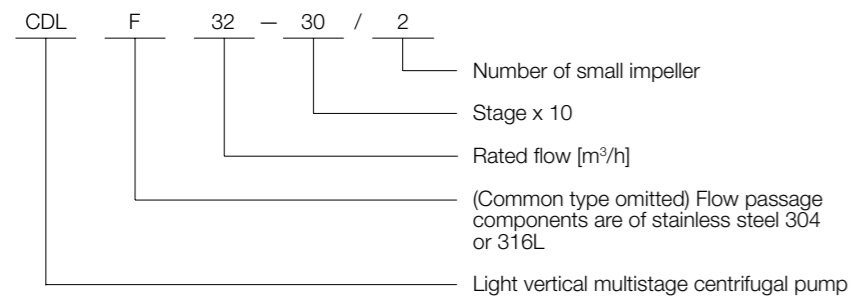 CDL F 32 — 30 / 2
Number of small impeller
Stage x 10
Rated flow [m³/h]
(Common type omitted) Flow passage
components are of stainless steel 304
or 316L
Light vertical multistage centrifugal pump